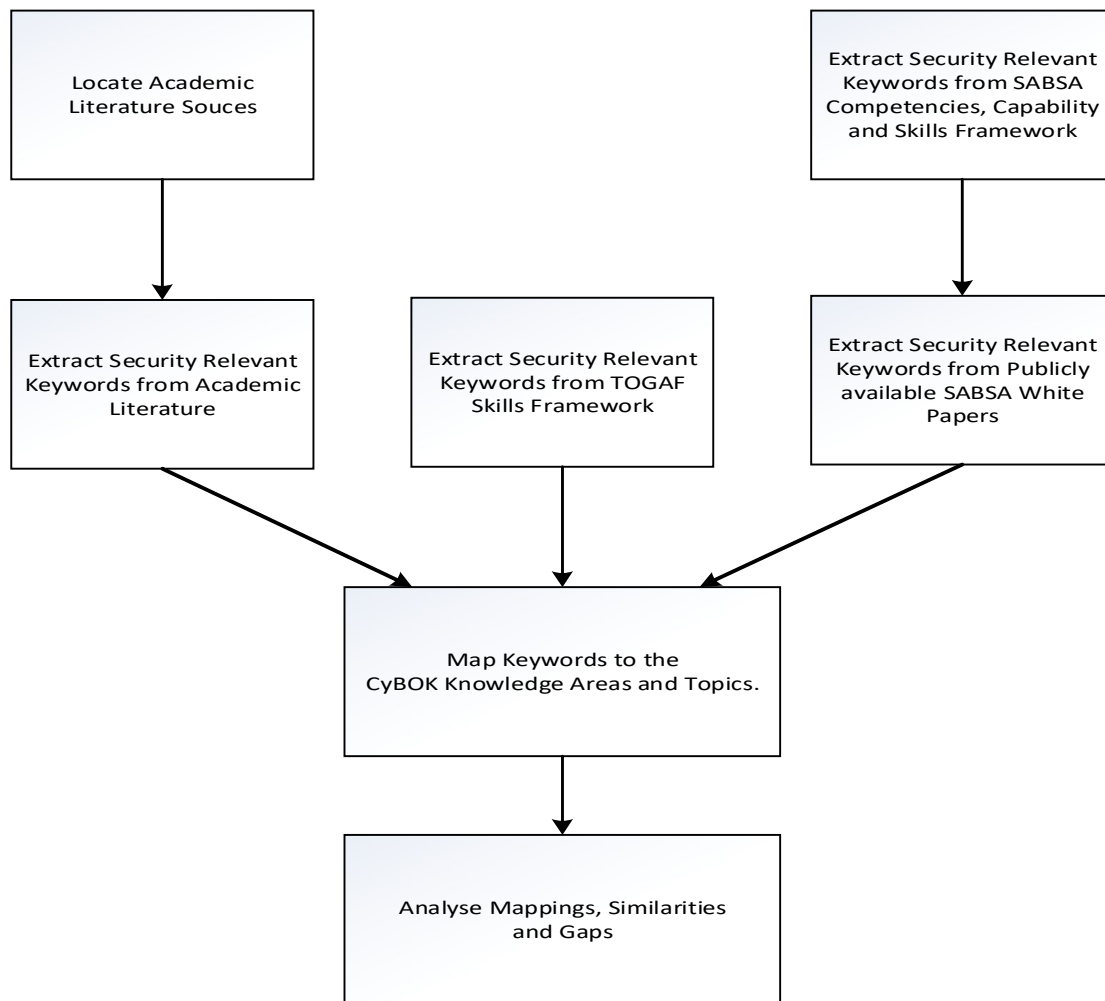 Locate Academic
Literature Souces
Extract Security Relevant
Keywords from SABSA
Competencies, Capability
and Skills Framework
Extract Security Relevant
Keywords from Academic
Literature
Extract Security Relevant
Keywords from TOGAF
Skills Framework
Extract Security Relevant
Keywords from Publicly
available SABSA White
Papers
Map Keywords to the
CyBOK Knowledge Areas and Topics.
Analyse Mappings, Similarities
and Gaps